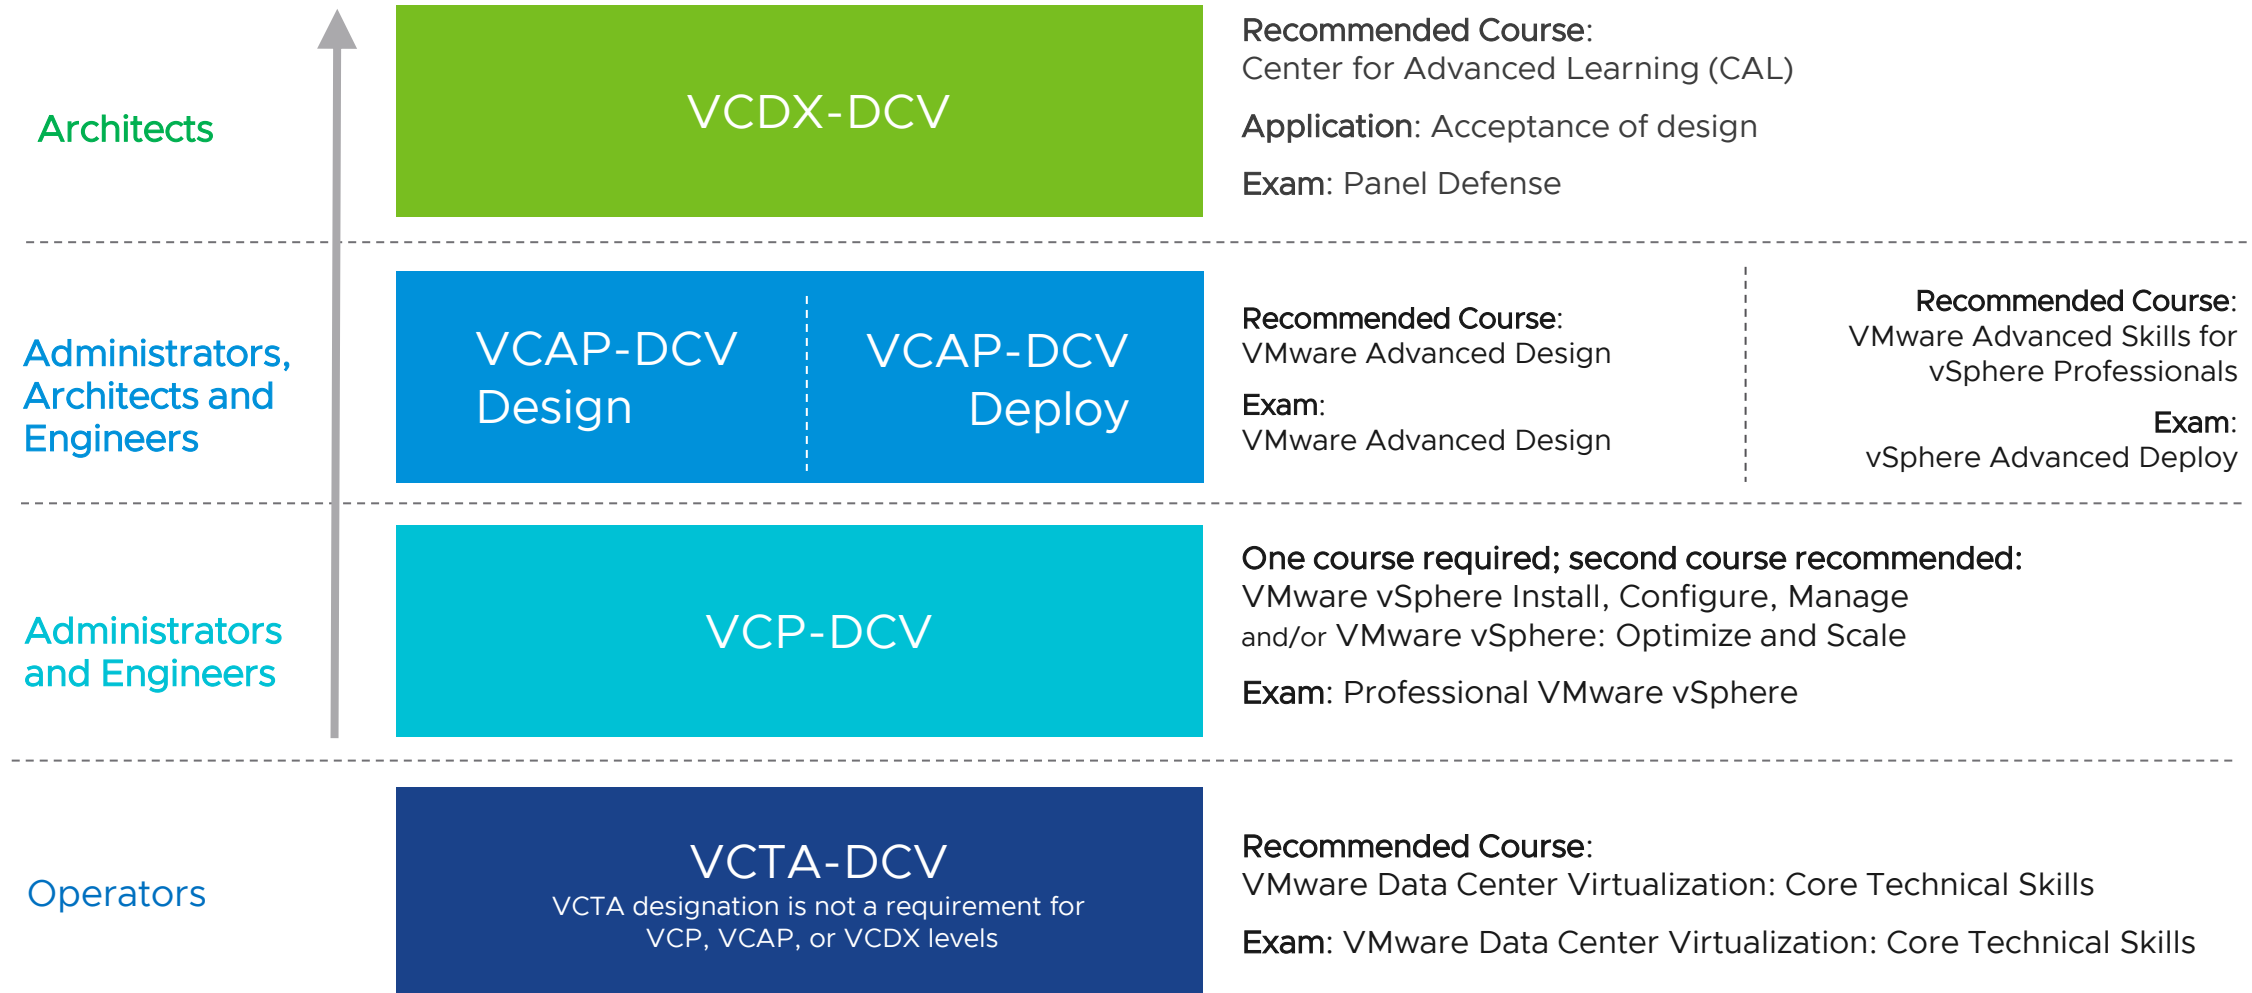 Architects
VCDX-DCV
Recommended Course:
Center for Advanced Learning (CAL)
Application: Acceptance of design
Exam: Panel Defense
Administrators,
Architects and
Engineers
VCAP-DCV
Design
VCAP-DCV
Deploy
Recommended Course:
VMware Advanced Design
Exam:
VMware Advanced Design
Recommended Course:
VMware Advanced Skills for
vSphere Professionals
Exam:
vSphere Advanced Deploy
Administrators
and Engineers
VCP-DCV
One course required; second course recommended:
VMware vSphere Install, Configure, Manage
and/or VMware vSphere: Optimize and Scale
Exam: Professional VMware vSphere
Operators
VCTA-DCV
VCTA designation is not a requirement for
VCP, VCAP, or VCDX levels
Recommended Course:
VMware Data Center Virtualization: Core Technical Skills
Exam: VMware Data Center Virtualization: Core Technical Skills